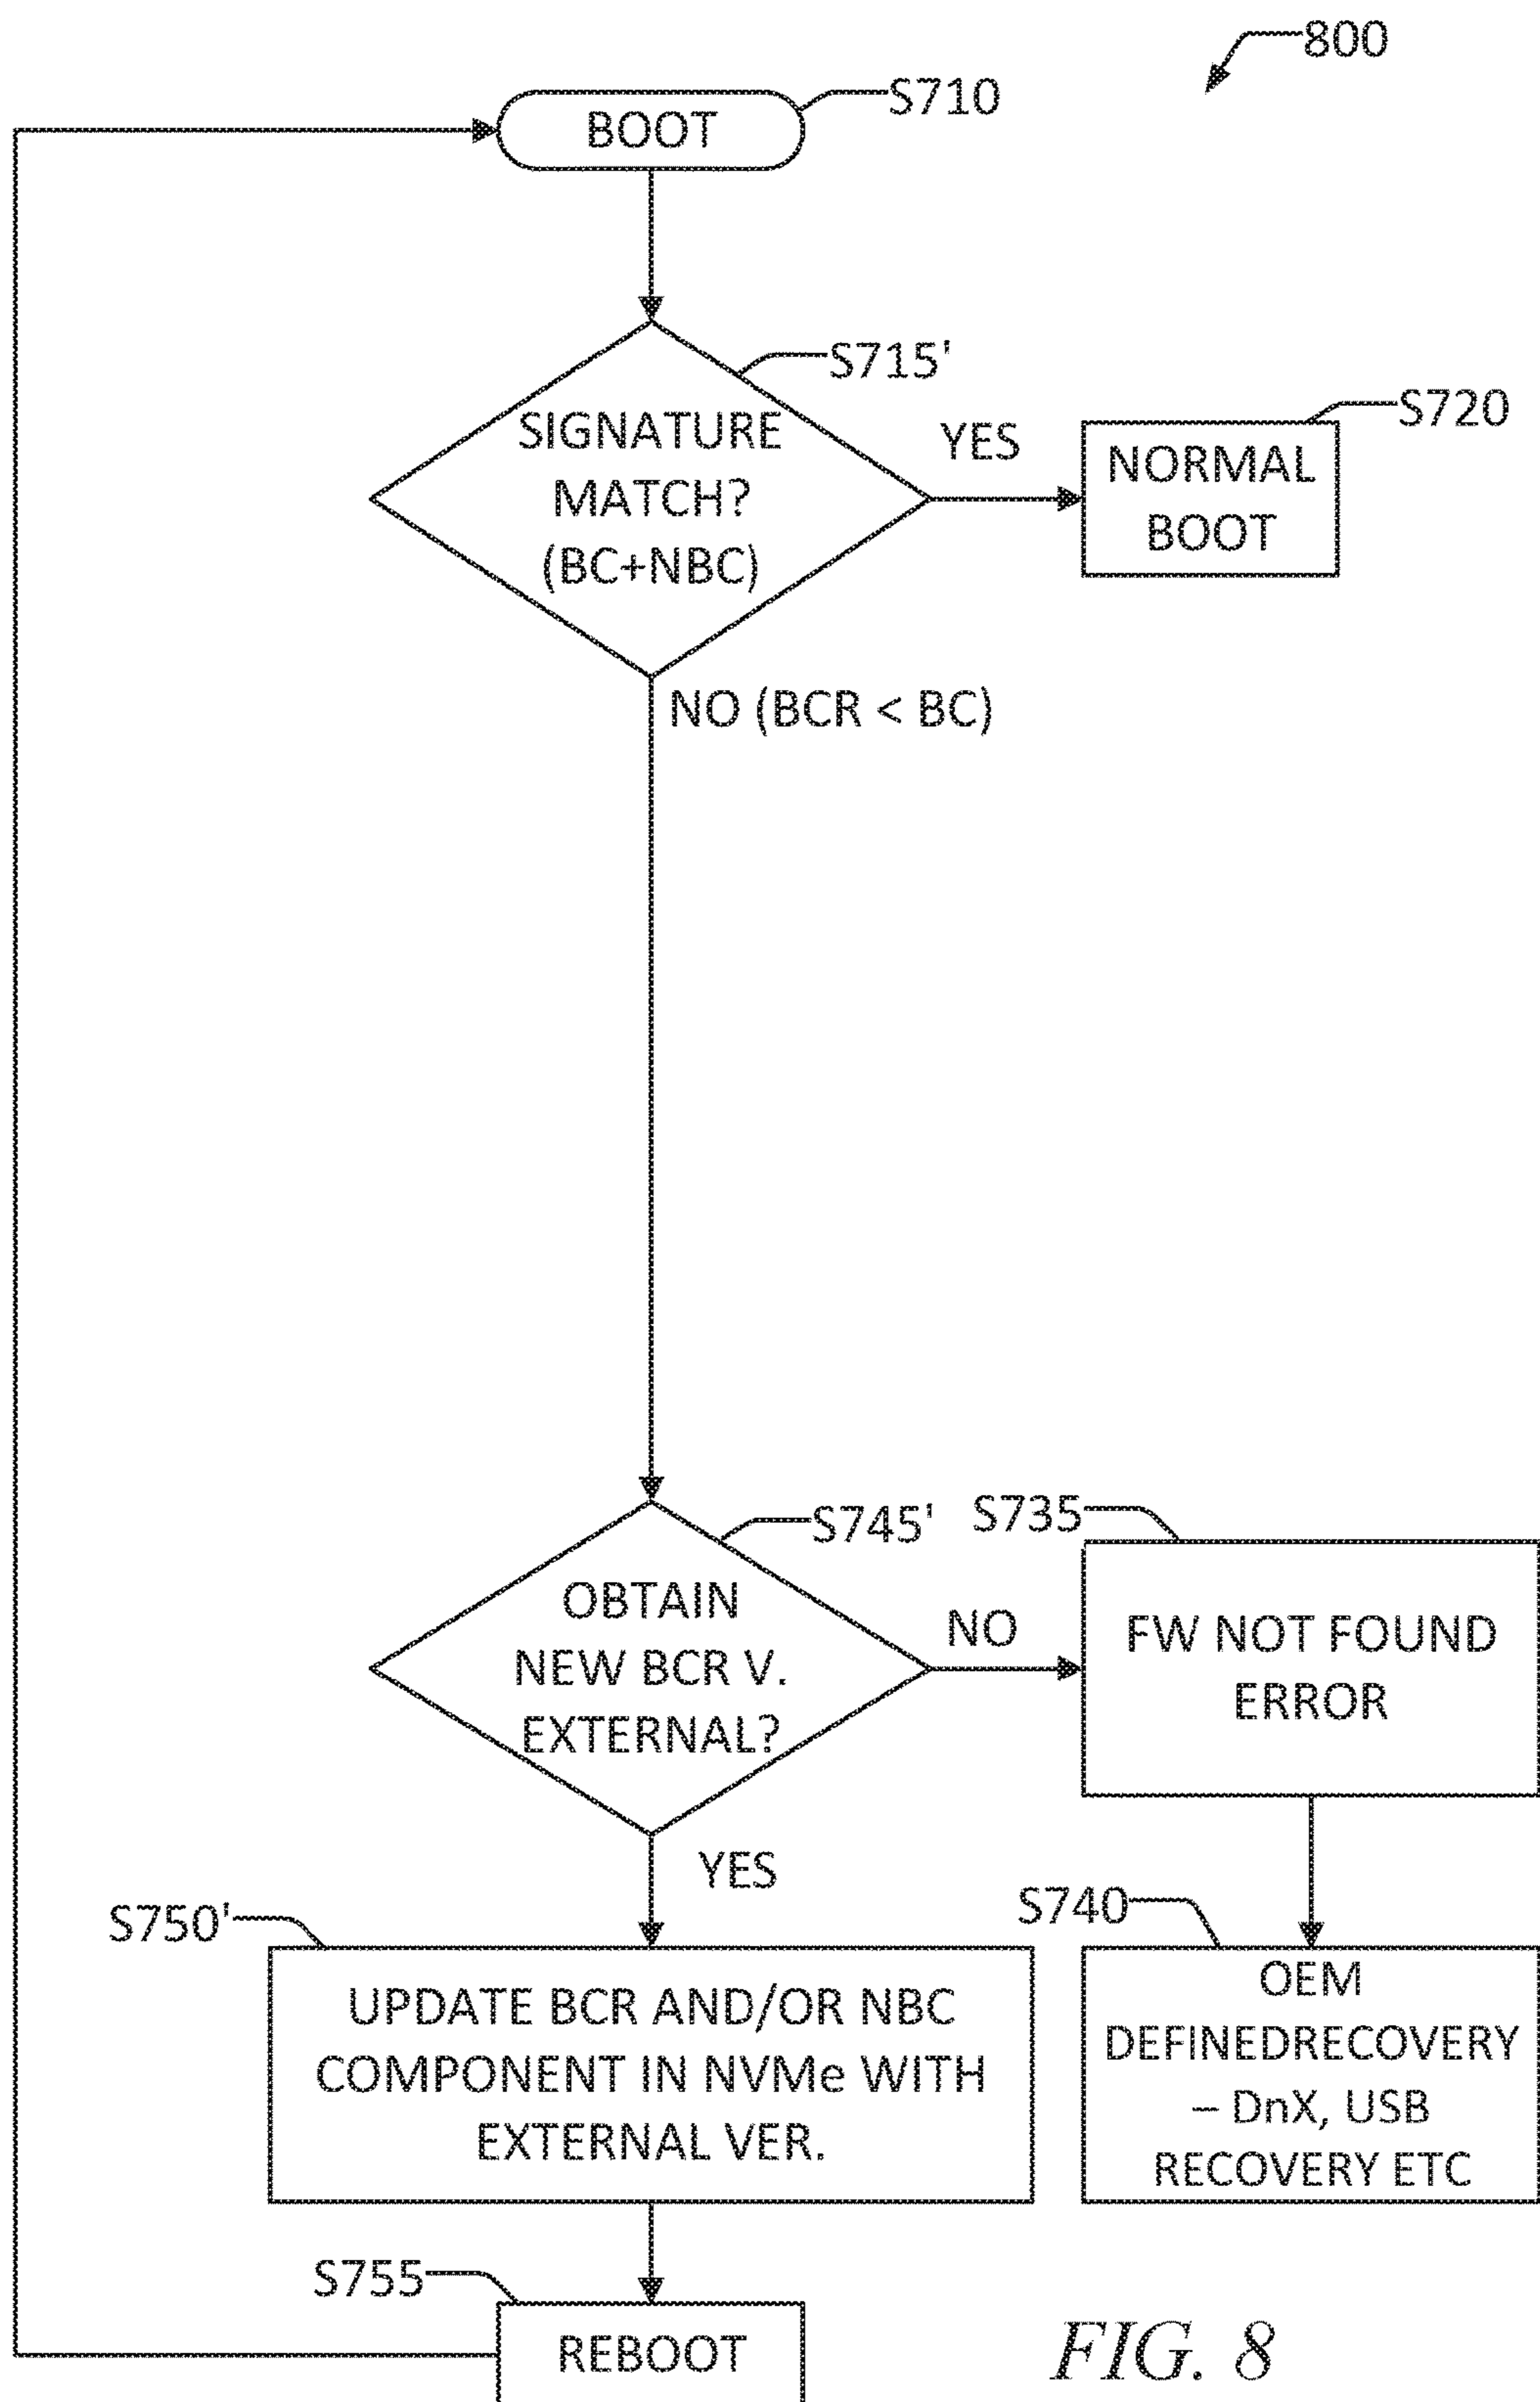 800
BOOT
S710
S715'
SIGNATURE
MATCH?
(BC+NBC)
YES
S720
NORMAL
BOOT
NO (BCR < BC)
S745'
OBTAIN
NEW BCR V.
EXTERNAL?
NO
S735
FW NOT FOUND
ERROR
YES
S750'
UPDATE BCR AND/OR NBC
COMPONENT IN NVMe WITH
EXTERNAL VER.
S740
OEM
DEFINEDRECOVERY
– DnX, USB
RECOVERY ETC
S755
REBOOT
FIG. 8